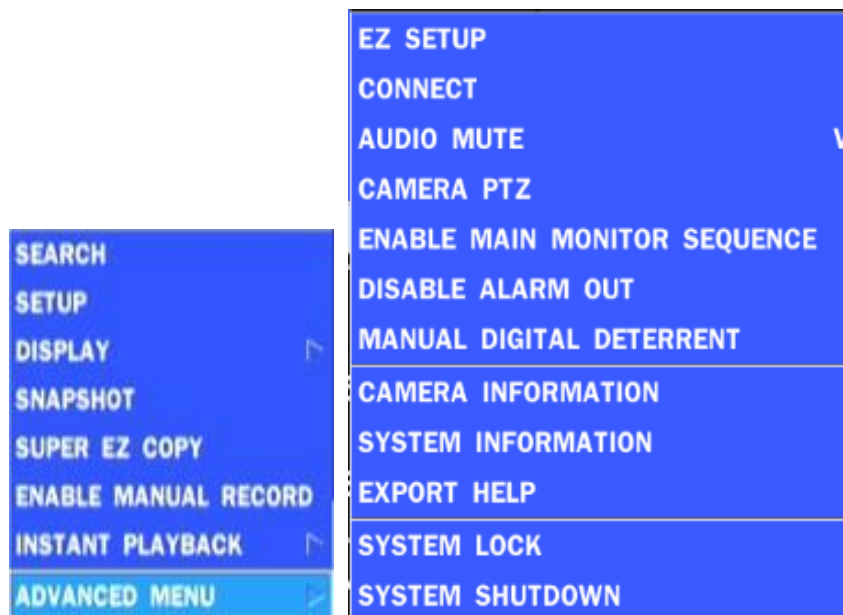 SEARCH
SETUP
DISPLAY
SNAPSHOT
SUPER EZ COPY
ENABLE MANUAL RECORD
INSTANT PLAYBACK
ADVANCED MENU
EZ SETUP
CONNECT
AUDIO MUTE
CAMERA PTZ
ENABLE MAIN MONITOR SEQUENCE
DISABLE ALARM OUT
MANUAL DIGITAL DETERRENT
CAMERA INFORMATION
SYSTEM INFORMATION
EXPORT HELP
SYSTEM LOCK
SYSTEM SHUTDOWN